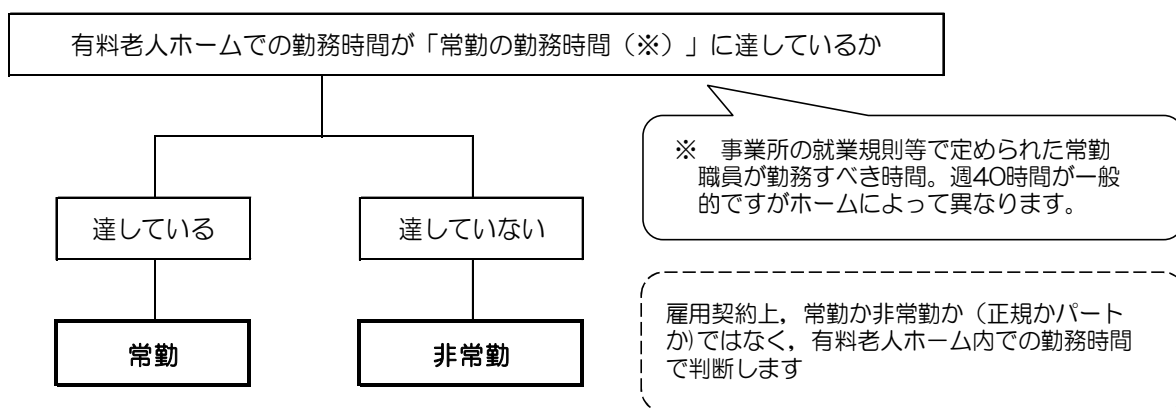 有料老人ホームでの勤務時間が「常勤の勤務時間（※）」に達しているか
※　事業所の就業規則等で定められた常勤
職員が勤務すべき時間。週40時間が一般
的ですがホームによって異なります。
達している
達していない
常勤
非常勤
雇用契約上，常勤か非常勤か（正規かパート
か)ではなく，有料老人ホーム内での勤務時間
で判断します